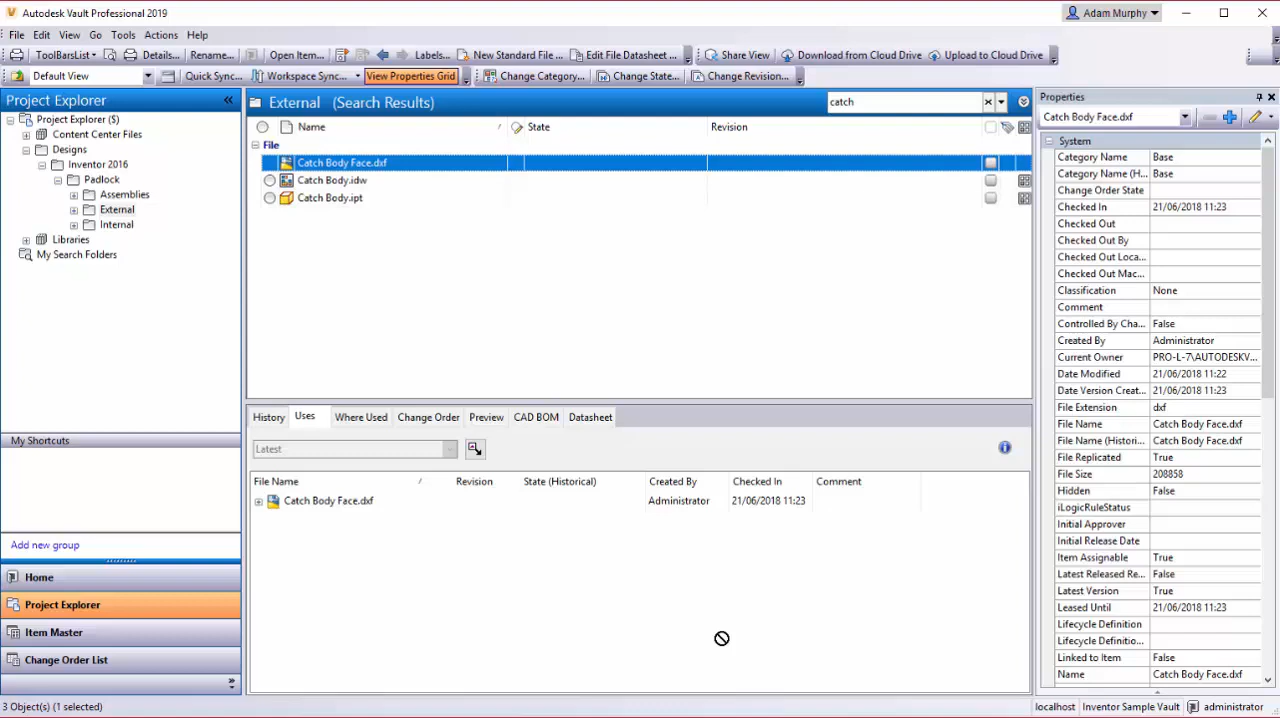 Autodesk Vault Professional 2019
Adam Murphy
File Edit View Go Tools Actions Help
ToolBarsList Details... Rename... Open Item... Labels... New Standard File ... Edit File Datasheet ... Share View Download from Cloud Drive Upload to Cloud Drive
Default View Quick Sync... Workspace Sync... View Properties Grid Change Category... Change State... Change Revision...
Project Explorer
Project Explorer ($)
Content Center Files
Designs
Inventor 2016
Padlock
Assemblies
External
Internal
Libraries
My Search Folders
My Shortcuts
Add new group
Home
Project Explorer
Item Master
Change Order List
External (Search Results) catch
Name State Revision
File
Catch Body Face.dxf
Catch Body.idw
Catch Body.ipt
History Uses Where Used Change Order Preview CAD BOM Datasheet
Latest
File Name Revision State (Historical) Created By Checked In Comment
Catch Body Face.dxf Administrator 21/06/2018 11:23
Properties
Catch Body Face.dxf
System
Category Name Base
Category Name (H... Base
Change Order State
Checked In 21/06/2018 11:23
Checked Out
Checked Out By
Checked Out Loca...
Checked Out Mac...
Classification None
Comment
Controlled By Cha... False
Created By Administrator
Current Owner PRO-L-7\AUTODESKV...
Date Modified 21/06/2018 11:22
Date Version Creat... 21/06/2018 11:23
File Extension dxf
File Name Catch Body Face.dxf
File Name (Histori... Catch Body Face.dxf
File Replicated True
File Size 208858
Hidden False
iLogicRuleStatus
Initial Approver
Initial Release Date
Item Assignable True
Latest Released Re... False
Latest Version True
Leased Until 21/06/2018 11:23
Lifecycle Definition
Lifecycle Definitio...
Linked to Item False
Name Catch Body Face.dxf
3 Object(s) (1 selected)
localhost Inventor Sample Vault administrator